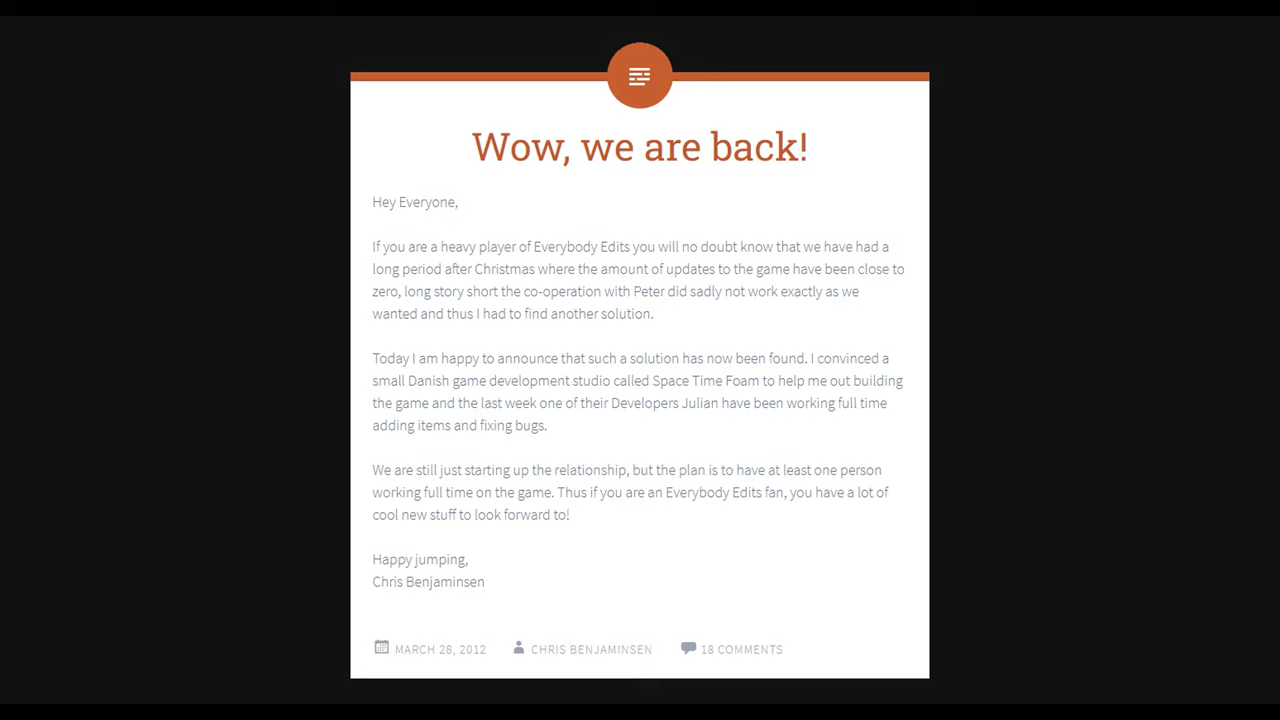 Wow, we are back!
Hey Everyone,
If you are a heavy player of Everybody Edits you will no doubt know that we have had a
long period after Christmas where the amount of updates to the game have been close to
zero, long story short the co-operation with Peter did sadly not work exactly as we
wanted and thus I had to find another solution.
Today I am happy to announce that such a solution has now been found. I convinced a
small Danish game development studio called Space Time Foam to help me out building
the game and the last week one of their Developers Julian have been working full time
adding items and fixing bugs.
We are still just starting up the relationship, but the plan is to have at least one person
working full time on the game. Thus if you are an Everybody Edits fan, you have a lot of
cool new stuff to look forward to!
Happy jumping,
Chris Benjaminsen
MARCH 28, 2012 CHRIS BENJAMINSEN 18 COMMENTS